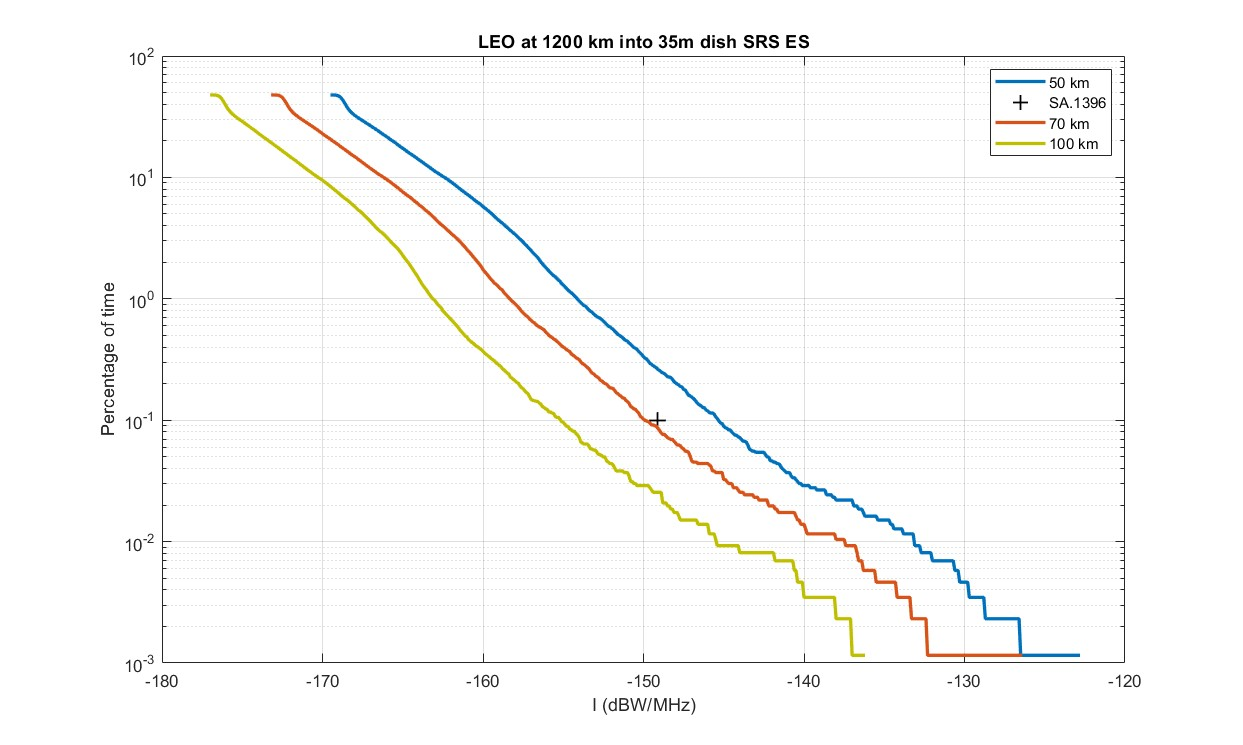 LEO at 1200 km into 35m dish SRS ES
50 km
SA.1396
70 km
100 km
Percentage of time
10^2
10^1
10^0
10^-1
10^-2
10^-3
-180 -170 -160 -150 -140 -130 -120
I (dBW/MHz)